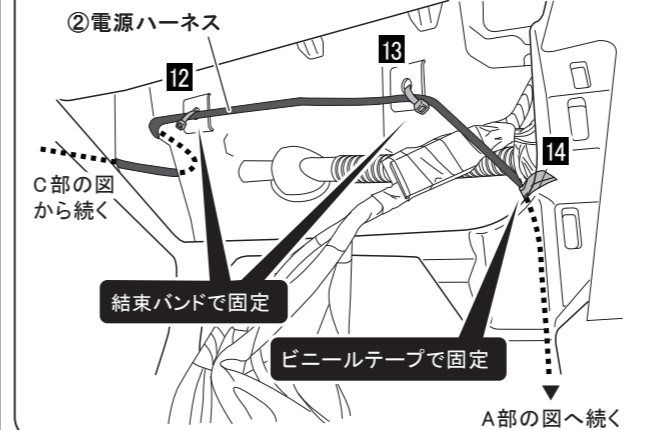 ②電源ハーネス
13
12
14
C部の図
から続く
結束バンドで固定
ビニールテープで固定
A部の図へ続く